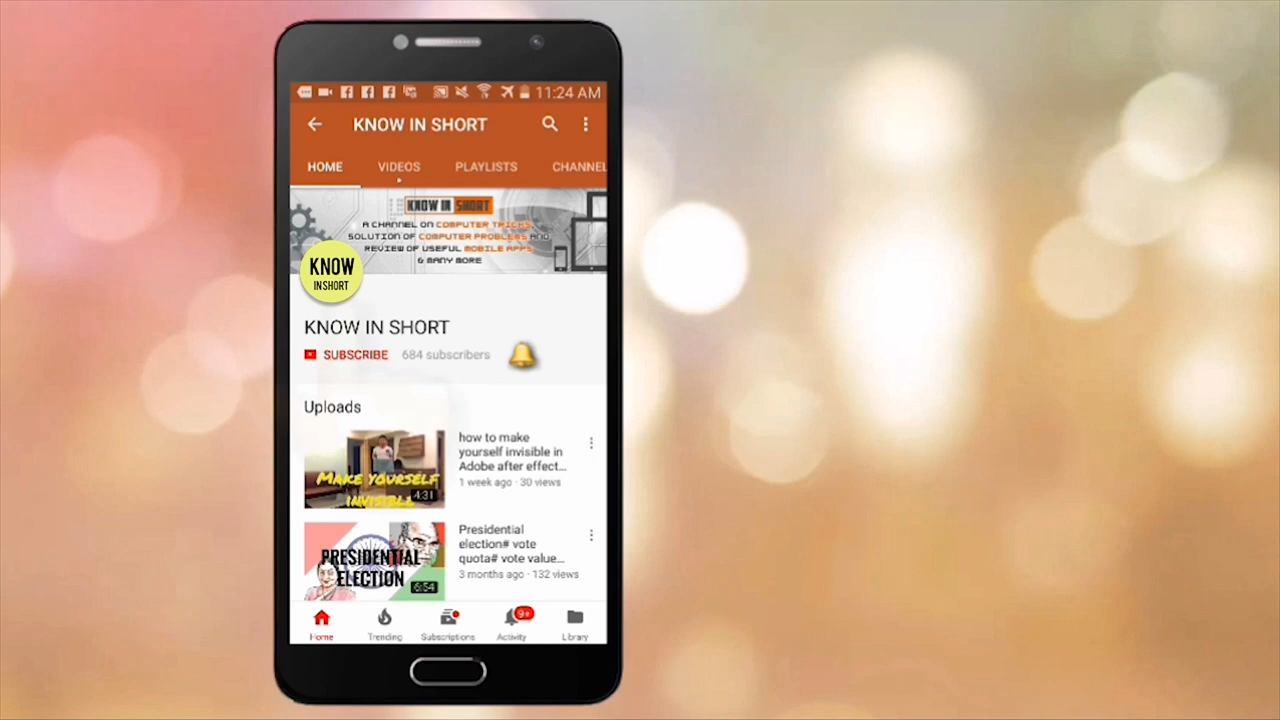 11:24 AM
KNOW IN SHORT
HOME VIDEOS PLAYLISTS CHANNEL
KNOW IN SHORT
A CHANNEL ON COMPUTER TRICKS,
SOLUTION OF COMPUTER PROBLEMS AND
REVIEW OF USEFUL MOBILE APPS
& MANY MORE
KNOW
IN SHORT
KNOW IN SHORT
SUBSCRIBE 684 subscribers
Uploads
MAKE YOURSELF
INVISIBLE
4:31
how to make
yourself invisible in
Adobe after effect...
1 week ago · 30 views
PRESIDENTIAL
ELECTION
6:54
Presidential
election# vote
quota# vote value...
3 months ago · 132 views
9+
Home Trending Subscriptions Activity Library